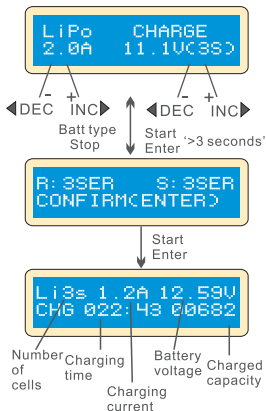 LiPo CHARGE
2.0A 11.1V(3S)
- + - +
DEC INC DEC INC
Batt type
Stop
Start
Enter
'>3 seconds'
R:3SER S:3SER
CONFIRM(ENTER)
Start
Enter
Li3s 1.2A 12.59V
CHG 022:43 00682
Number
of
cells
Charging
time
Charging
current
Battery
voltage
Charged
capacity